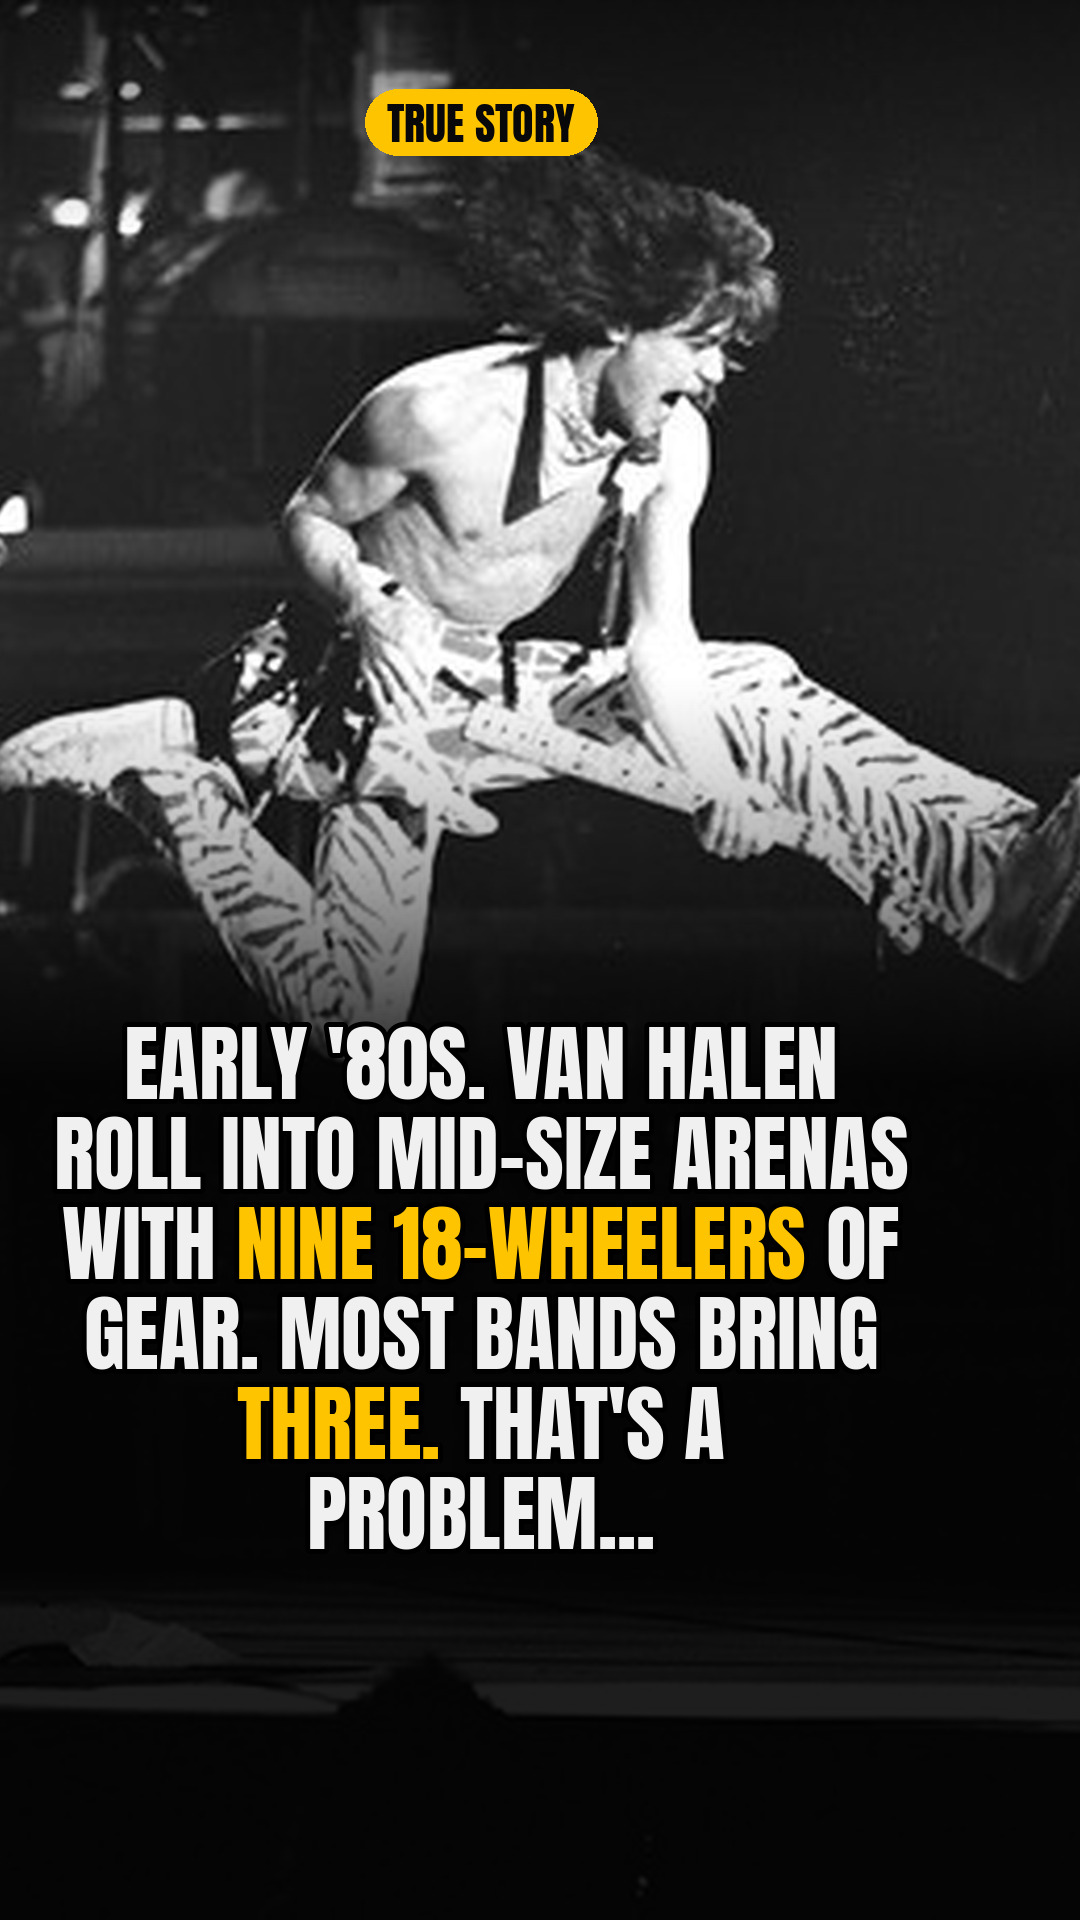 TRUE STORY
EARLY '80S. VAN HALEN
ROLL INTO MID-SIZE ARENAS
WITH NINE 18-WHEELERS OF
GEAR. MOST BANDS BRING
THREE. THAT'S A
PROBLEM...